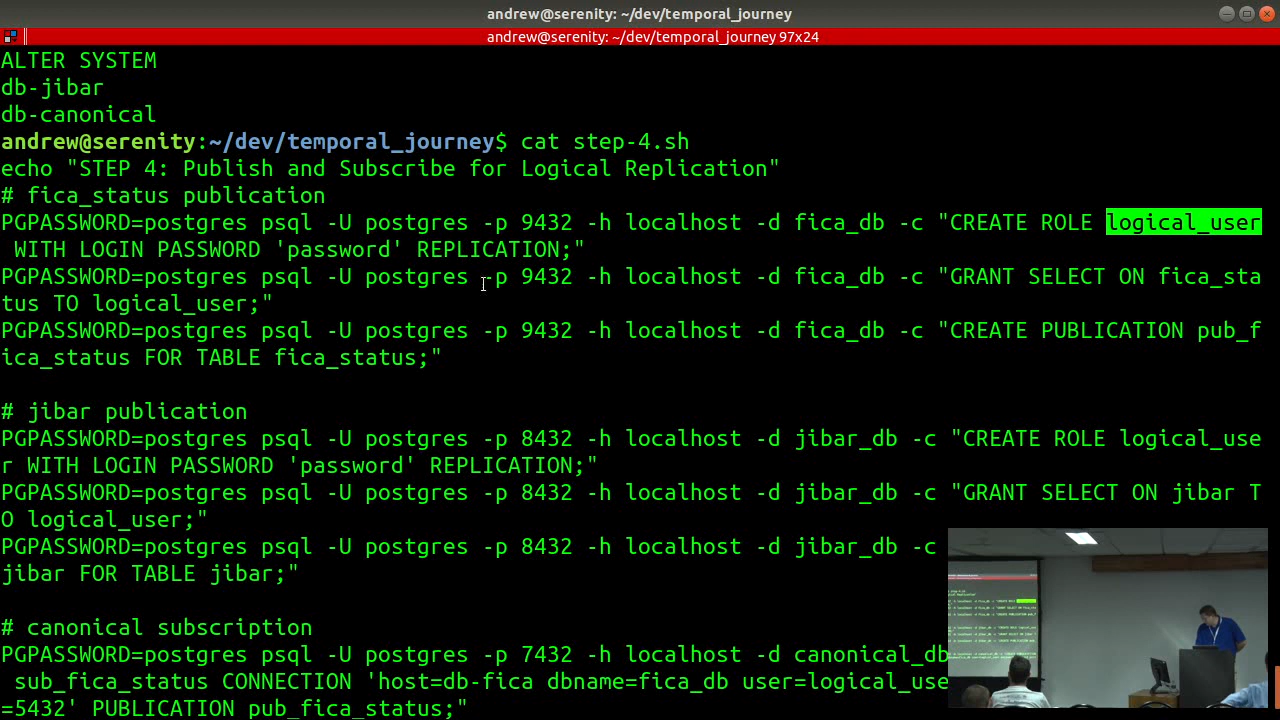 andrew@serenity: ~/dev/temporal_journey
andrew@serenity: ~/dev/temporal_journey 97x24
ALTER SYSTEM
db-jibar
db-canonical
andrew@serenity:~/dev/temporal_journey$ cat step-4.sh
echo "STEP 4: Publish and Subscribe for Logical Replication"
# fica_status publication
PGPASSWORD=postgres psql -U postgres -p 9432 -h localhost -d fica_db -c "CREATE ROLE logical_user
 WITH LOGIN PASSWORD 'password' REPLICATION;"
PGPASSWORD=postgres psql -U postgres -p 9432 -h localhost -d fica_db -c "GRANT SELECT ON fica_sta
tus TO logical_user;"
PGPASSWORD=postgres psql -U postgres -p 9432 -h localhost -d fica_db -c "CREATE PUBLICATION pub_f
ica_status FOR TABLE fica_status;"
# jibar publication
PGPASSWORD=postgres psql -U postgres -p 8432 -h localhost -d jibar_db -c "CREATE ROLE logical_use
r WITH LOGIN PASSWORD 'password' REPLICATION;"
PGPASSWORD=postgres psql -U postgres -p 8432 -h localhost -d jibar_db -c "GRANT SELECT ON jibar T
O logical_user;"
PGPASSWORD=postgres psql -U postgres -p 8432 -h localhost -d jibar_db -c
jibar FOR TABLE jibar;"
# canonical subscription
PGPASSWORD=postgres psql -U postgres -p 7432 -h localhost -d canonical_db
 sub_fica_status CONNECTION 'host=db-fica dbname=fica_db user=logical_use
=5432' PUBLICATION pub_fica_status;"